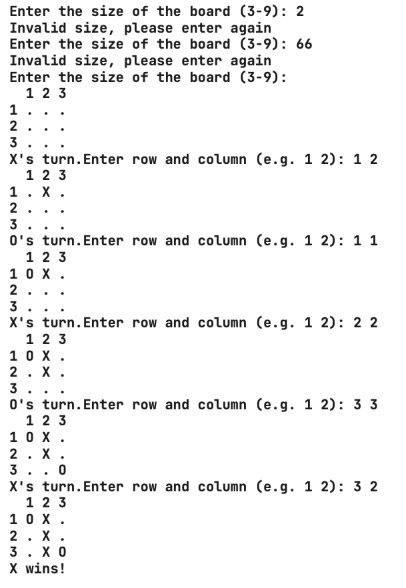 Enter the size of the board (3-9): 2
Invalid size, please enter again
Enter the size of the board (3-9): 66
Invalid size, please enter again
Enter the size of the board (3-9):
  1 2 3
1 . . .
2 . . .
3 . . .
X's turn.Enter row and column (e.g. 1 2): 1 2
  1 2 3
1 . X .
2 . . .
3 . . .
O's turn.Enter row and column (e.g. 1 2): 1 1
  1 2 3
1 O X .
2 . . .
3 . . .
X's turn.Enter row and column (e.g. 1 2): 2 2
  1 2 3
1 O X .
2 . X .
3 . . .
O's turn.Enter row and column (e.g. 1 2): 3 3
  1 2 3
1 O X .
2 . X .
3 . . O
X's turn.Enter row and column (e.g. 1 2): 3 2
  1 2 3
1 O X .
2 . X .
3 . X O
X wins!